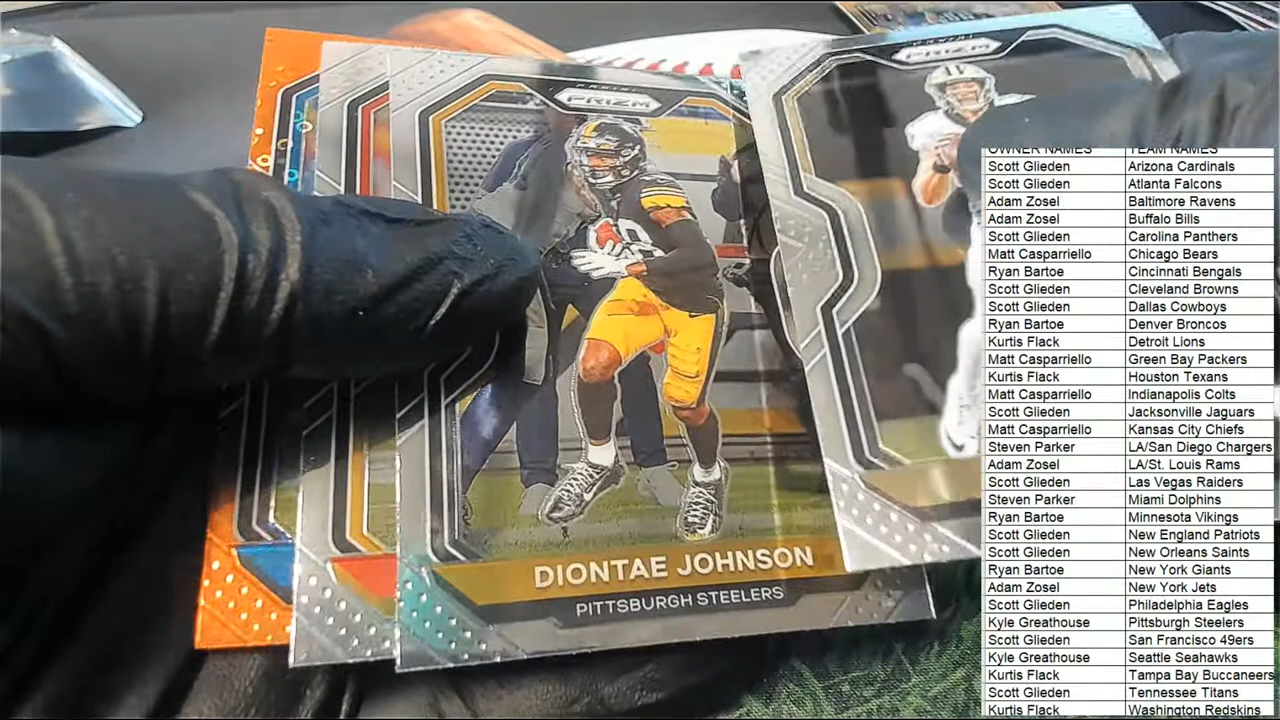 PRIZM
PANINI
PRIZM
DIONTAE JOHNSON
PITTSBURGH STEELERS
OWNER NAMES TEAM NAMES
Scott Glieden Arizona Cardinals
Scott Glieden Atlanta Falcons
Adam Zosel Baltimore Ravens
Adam Zosel Buffalo Bills
Scott Glieden Carolina Panthers
Matt Casparriello Chicago Bears
Ryan Bartoe Cincinnati Bengals
Scott Glieden Cleveland Browns
Scott Glieden Dallas Cowboys
Ryan Bartoe Denver Broncos
Kurtis Flack Detroit Lions
Matt Casparriello Green Bay Packers
Kurtis Flack Houston Texans
Matt Casparriello Indianapolis Colts
Scott Glieden Jacksonville Jaguars
Matt Casparriello Kansas City Chiefs
Steven Parker LA/San Diego Chargers
Adam Zosel LA/St. Louis Rams
Scott Glieden Las Vegas Raiders
Steven Parker Miami Dolphins
Ryan Bartoe Minnesota Vikings
Scott Glieden New England Patriots
Scott Glieden New Orleans Saints
Ryan Bartoe New York Giants
Adam Zosel New York Jets
Scott Glieden Philadelphia Eagles
Kyle Greathouse Pittsburgh Steelers
Scott Glieden San Francisco 49ers
Kyle Greathouse Seattle Seahawks
Kurtis Flack Tampa Bay Buccaneers
Scott Glieden Tennessee Titans
Kurtis Flack Washington Redskins